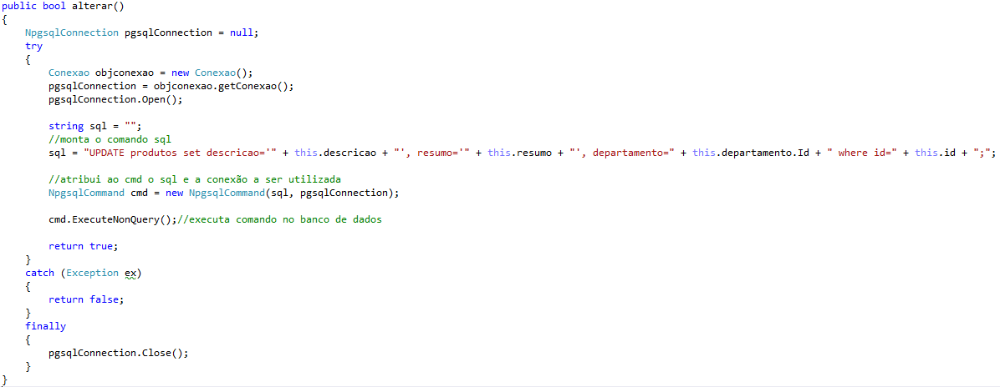 public bool alterar()
{
    NpgsqlConnection pgsqlConnection = null;
    try
    {
        Conexao objconexao = new Conexao();
        pgsqlConnection = objconexao.getConexao();
        pgsqlConnection.Open();

        string sql = "";
        //monta o comando sql
        sql = "UPDATE produtos set descricao='" + this.descricao + "', resumo='" + this.resumo + "', departamento=" + this.departamento.Id + " where id=" + this.id + ";";

        //atribui ao cmd o sql e a conexão a ser utilizada
        NpgsqlCommand cmd = new NpgsqlCommand(sql, pgsqlConnection);

        cmd.ExecuteNonQuery();//executa comando no banco de dados

        return true;
    }
    catch (Exception ex)
    {
        return false;
    }
    finally
    {
        pgsqlConnection.Close();
    }
}